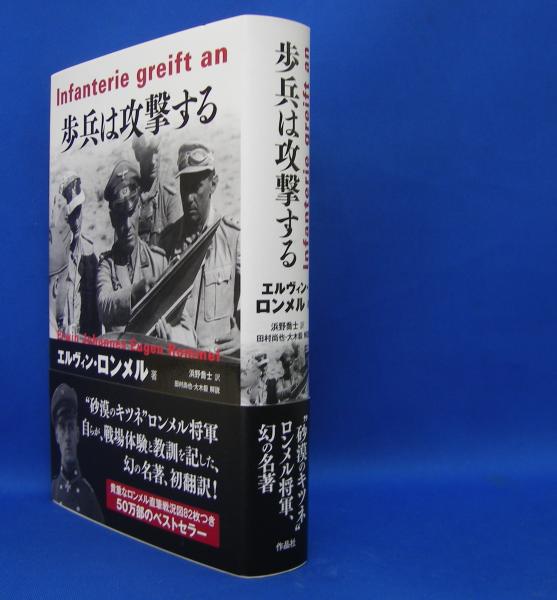 Infanterie greift an
歩兵は攻撃する
Erwin Johannes Eugen Rommel
エルヴィン・ロンメル 著
浜野喬士 訳
田村尚也・大木毅 解説
“砂漠のキツネ”ロンメル将軍
自らが、戦場体験と教訓を記した、
幻の名著、初翻訳!
貴重なロンメル直筆戦況図82枚つき
50万部のベストセラー
歩兵は攻撃する
Infanterie greift an
エルヴィン・
ロンメル
浜野喬士 訳
田村尚也・大木毅 解説
“砂漠のキツネ”
ロンメル将軍、
幻の名著
作品社